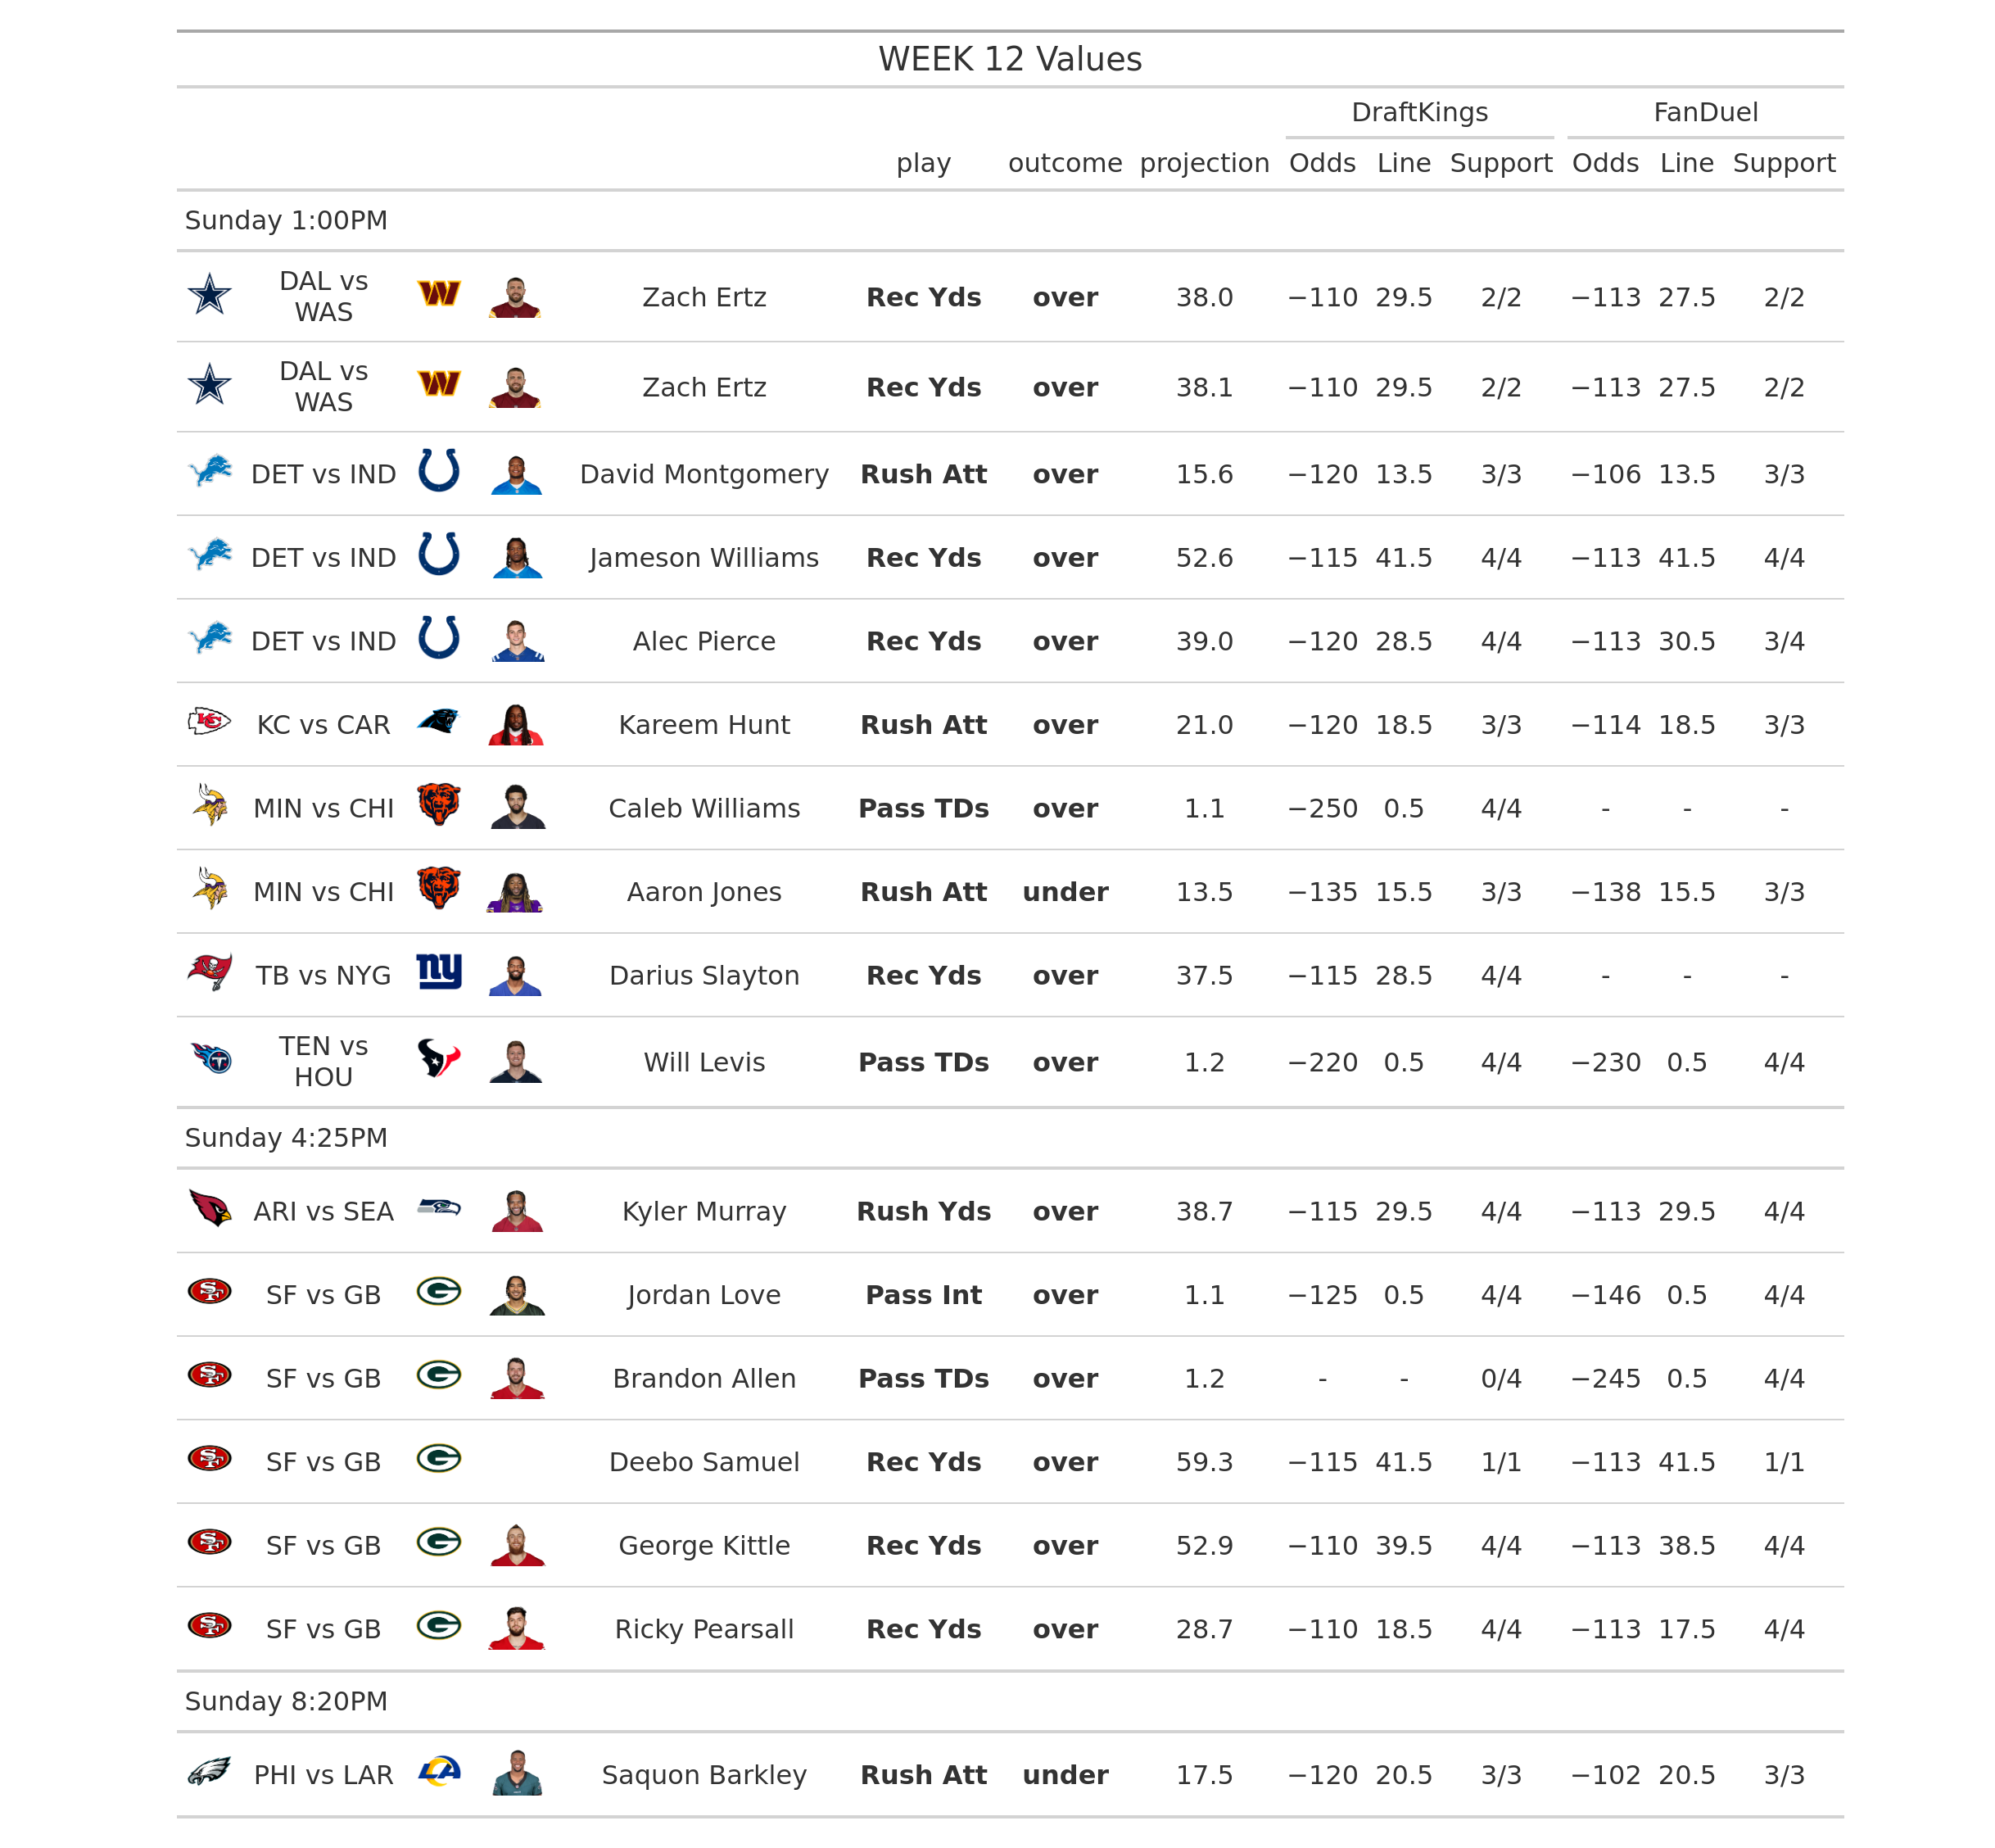 WEEK 12 Values
DraftKings FanDuel
play outcome projection Odds Line Support Odds Line Support
Sunday 1:00PM
DAL vs WAS W Zach Ertz Rec Yds over 38.0 −110 29.5 2/2 −113 27.5 2/2
DAL vs WAS W Zach Ertz Rec Yds over 38.1 −110 29.5 2/2 −113 27.5 2/2
DET vs IND David Montgomery Rush Att over 15.6 −120 13.5 3/3 −106 13.5 3/3
DET vs IND Jameson Williams Rec Yds over 52.6 −115 41.5 4/4 −113 41.5 4/4
DET vs IND Alec Pierce Rec Yds over 39.0 −120 28.5 4/4 −113 30.5 3/4
KC KC vs CAR Kareem Hunt Rush Att over 21.0 −120 18.5 3/3 −114 18.5 3/3
MIN vs CHI Caleb Williams Pass TDs over 1.1 −250 0.5 4/4 - - -
MIN vs CHI Aaron Jones Rush Att under 13.5 −135 15.5 3/3 −138 15.5 3/3
TB vs NYG ny Darius Slayton Rec Yds over 37.5 −115 28.5 4/4 - - -
T TEN vs HOU Will Levis Pass TDs over 1.2 −220 0.5 4/4 −230 0.5 4/4
Sunday 4:25PM
ARI vs SEA Kyler Murray Rush Yds over 38.7 −115 29.5 4/4 −113 29.5 4/4
SF SF vs GB G Jordan Love Pass Int over 1.1 −125 0.5 4/4 −146 0.5 4/4
SF SF vs GB G Brandon Allen Pass TDs over 1.2 - - 0/4 −245 0.5 4/4
SF SF vs GB G Deebo Samuel Rec Yds over 59.3 −115 41.5 1/1 −113 41.5 1/1
SF SF vs GB G George Kittle Rec Yds over 52.9 −110 39.5 4/4 −113 38.5 4/4
SF SF vs GB G Ricky Pearsall Rec Yds over 28.7 −110 18.5 4/4 −113 17.5 4/4
Sunday 8:20PM
PHI vs LAR LA Saquon Barkley Rush Att under 17.5 −120 20.5 3/3 −102 20.5 3/3